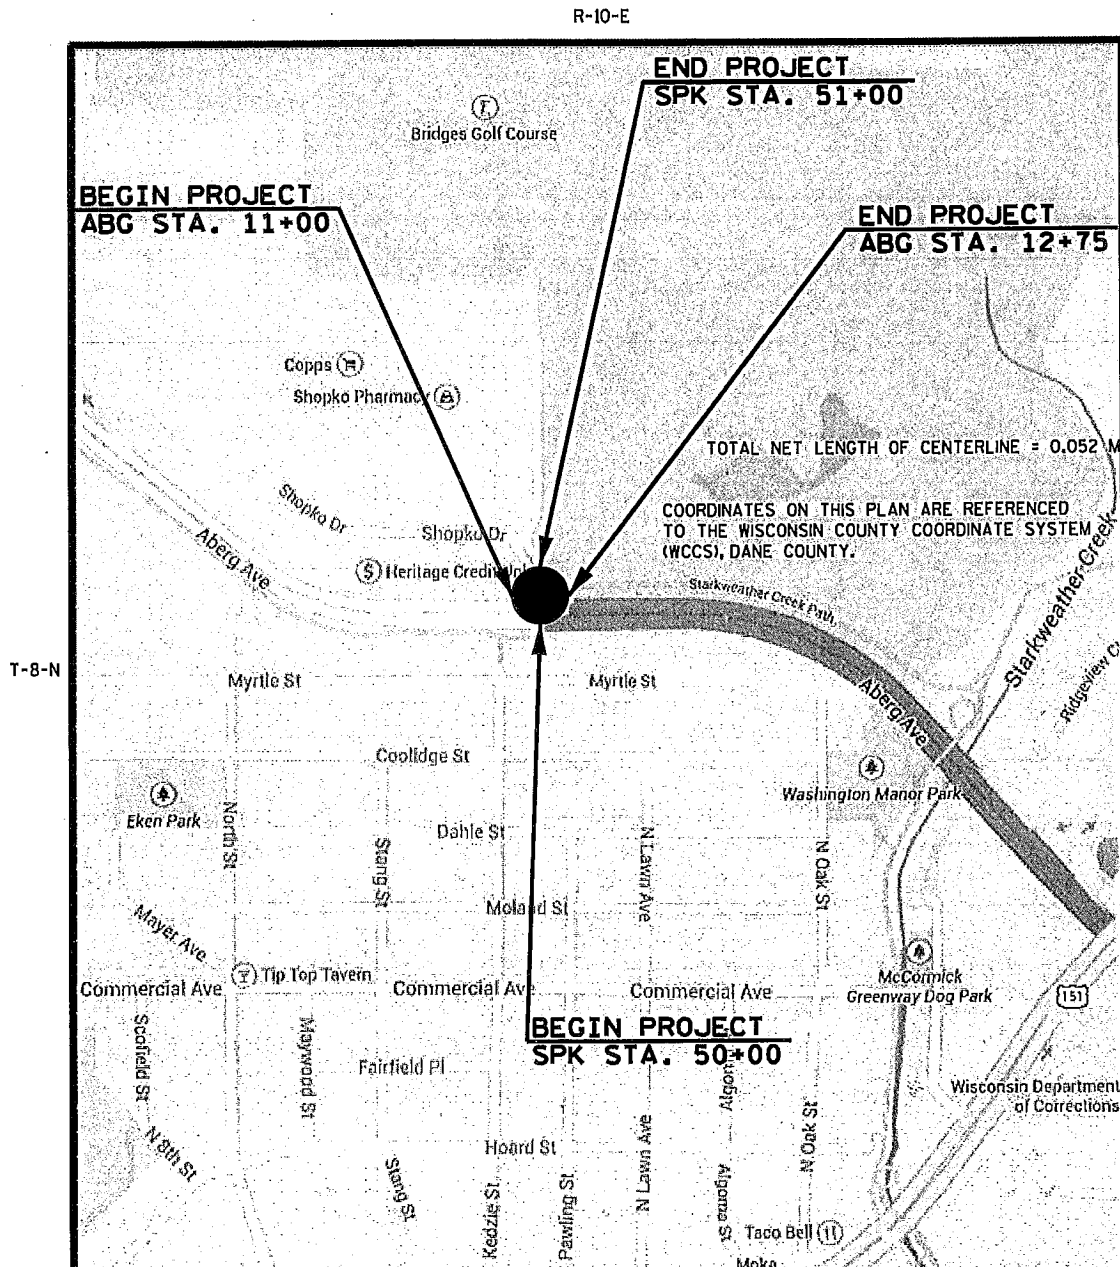 R-10-E
END PROJECT
SPK STA. 51+00
Bridges Golf Course
BEGIN PROJECT
ABG STA. 11+00
END PROJECT
ABG STA. 12+75
Copps
Shopko Pharmacy
TOTAL NET LENGTH OF CENTERLINE = 0.052 M
Shopko Dr
COORDINATES ON THIS PLAN ARE REFERENCED
TO THE WISCONSIN COUNTY COORDINATE SYSTEM
(WCCS), DANE COUNTY.
Shopko Dr
Aberg Ave
$ Heritage Credit
Starkweather Creek Path
Starkweather Creek
T-8-N
Myrtle St
Myrtle St
Aberg Ave
Coolidge St
Washington Manor Park
Eken Park
North St
Dahle St
Stang St
N Lawn Ave
N Oak St
Moland St
Mayer Ave
Tip Top Tavern
McCormick
Greenway Dog Park
Commercial Ave
Commercial Ave
Commercial Ave
151
BEGIN PROJECT
SPK STA. 50+00
Scofield St
Maywood St
Fairfield Pl
Algoma
Wisconsin Department
of Corrections
N 8th St
Hoard St
N Lawn Ave
N Oak St
Stang St
Kedzie St
Pawling St
Algoma St
Taco Bell
Moka